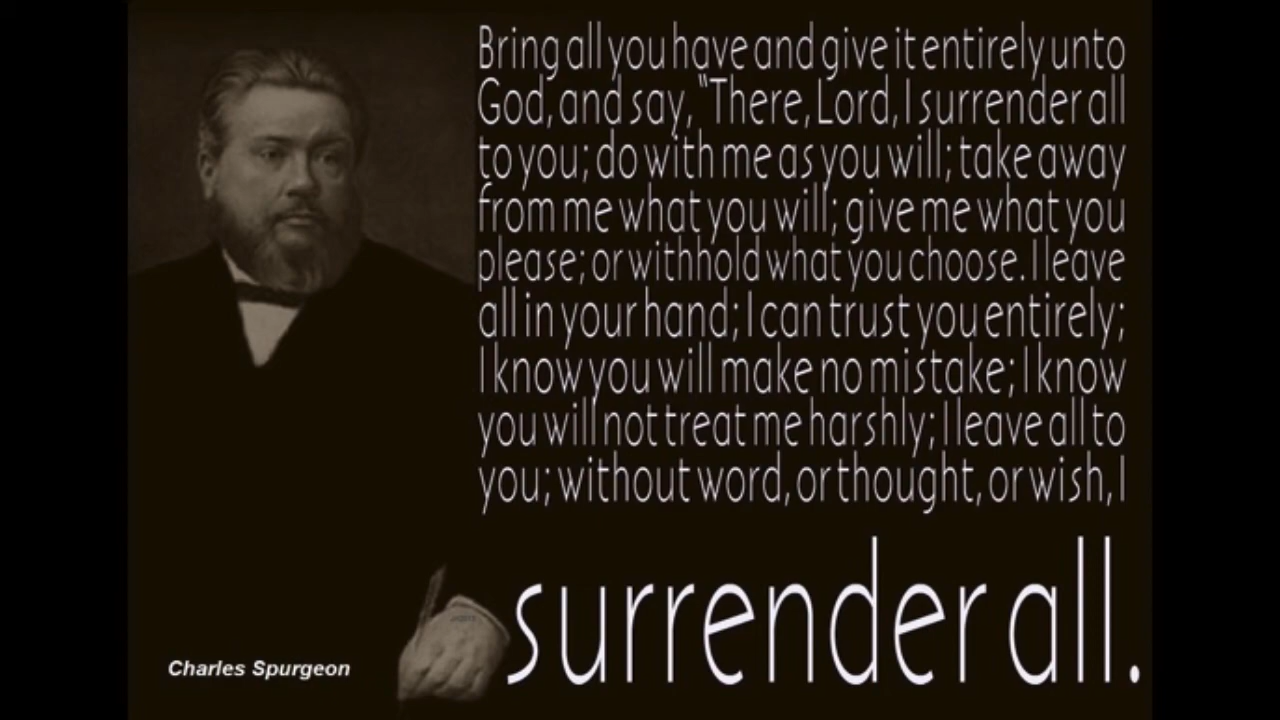 Bring all you have and give it entirely unto
God, and say, "There, Lord, I surrender all
to you; do with me as you will; take away
from me what you will; give me what you
please; or withhold what you choose. I leave
all in your hand; I can trust you entirely;
I know you will make no mistake; I know
you will not treat me harshly; I leave all to
you; without word, or thought, or wish, I
surrender all.
Charles Spurgeon